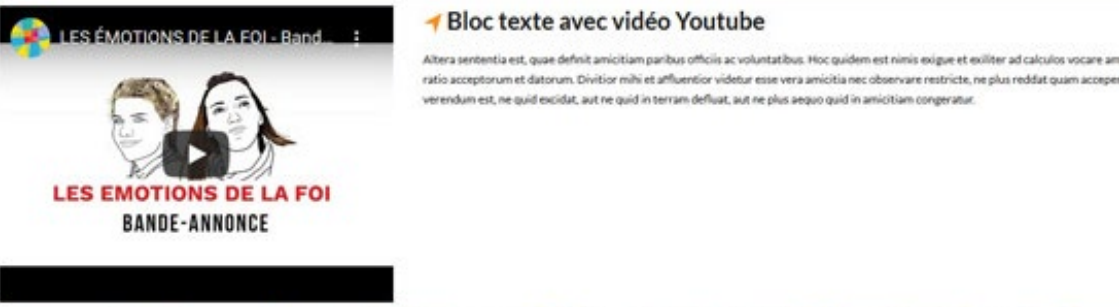 LES ÉMOTIONS DE LA FOI - Band...
LES EMOTIONS DE LA FOI
BANDE-ANNONCE
Bloc texte avec vidéo Youtube
Altera sententia est, quae definit amicitiam paribus officiis ac voluntatibus. Hoc quidem est nimis exigue et exiliter ad calculos vocare am
ratio acceptorum et datorum. Divitior mihi et affluentior videtur esse vera amicitia nec observare restricte, ne plus reddat quam acceper
verendum est, ne quid excidat, aut ne quid in terram defluat, aut ne plus aequo quid in amicitiam congeratur.